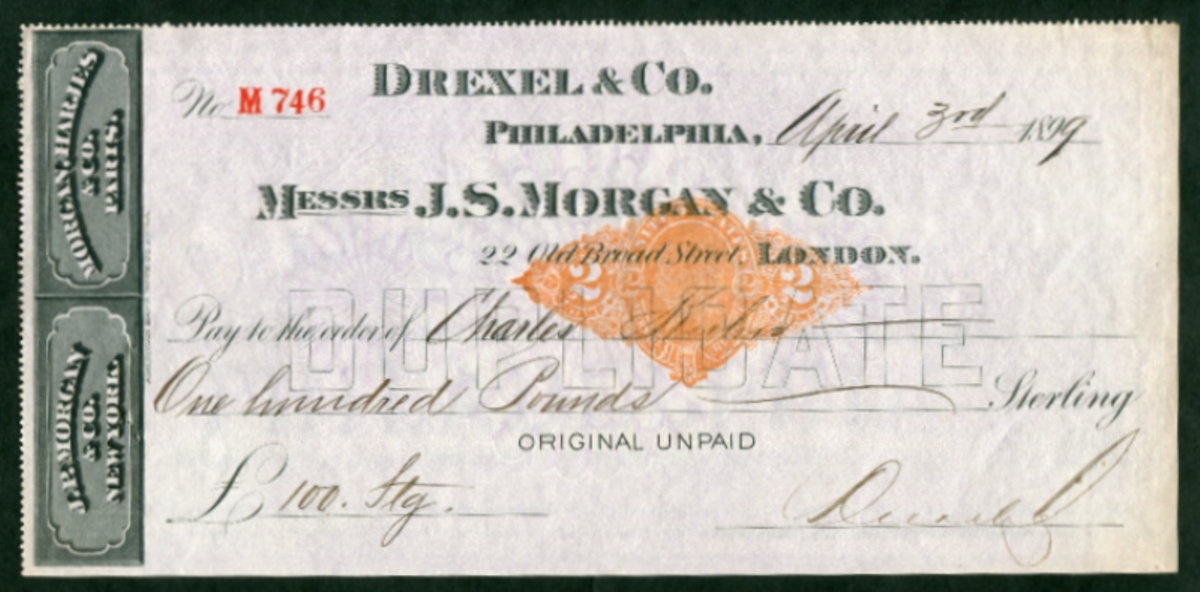 MORGAN, HARJES
& CO.
PARIS.
J.P. MORGAN
& CO.
NEW YORK.
No M 746
DREXEL & CO.
PHILADELPHIA, April 3rd 1899
MESSRS J.S. MORGAN & CO.
22 Old Broad Street, LONDON.
2 2
DUPLICATE
Pay to the order of Charles
One hundred Pounds Sterling
ORIGINAL UNPAID
£ 100. Stg.